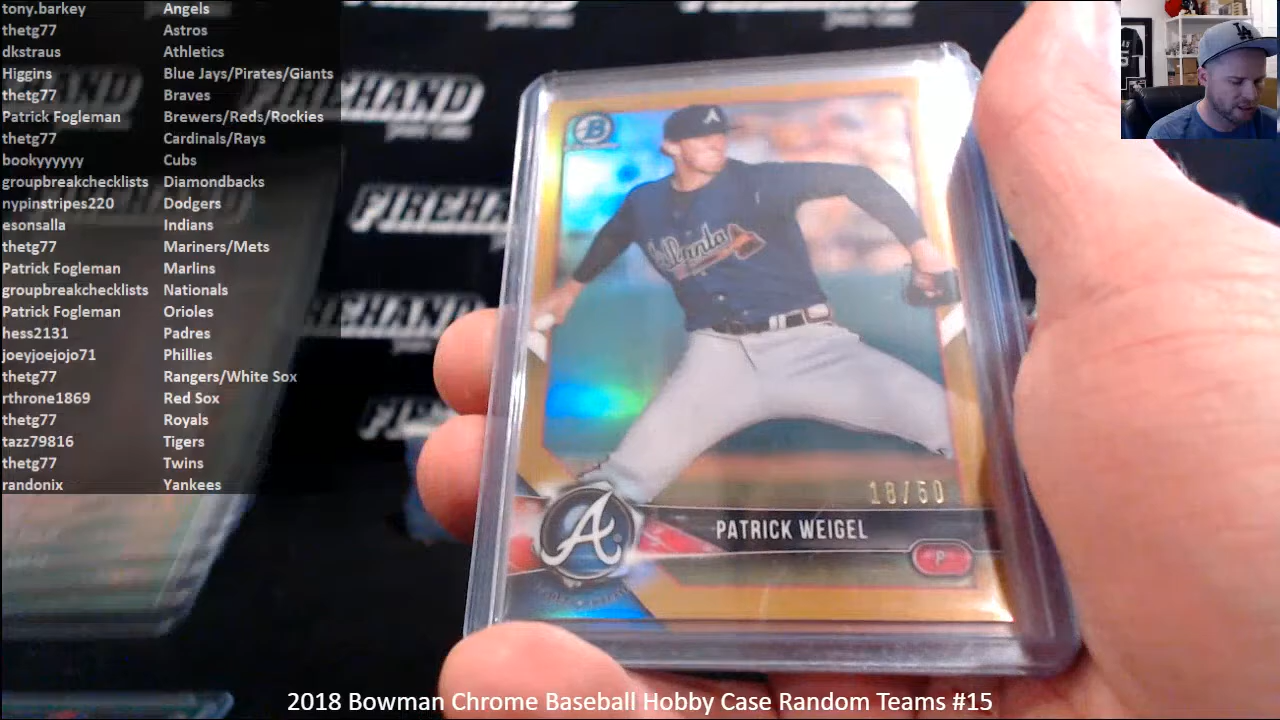 tony.barkey Angels
thetg77 Astros
dkstraus Athletics
Higgins Blue Jays/Pirates/Giants
thetg77 Braves
Patrick Fogleman Brewers/Reds/Rockies
thetg77 Cardinals/Rays
bookyyyyyy Cubs
groupbreakchecklists Diamondbacks
nypinstripes220 Dodgers
esonsalla Indians
thetg77 Mariners/Mets
Patrick Fogleman Marlins
groupbreakchecklists Nationals
Patrick Fogleman Orioles
hess2131 Padres
joeyjoejojo71 Phillies
thetg77 Rangers/White Sox
rthrone1869 Red Sox
thetg77 Royals
tazz79816 Tigers
thetg77 Twins
randonix Yankees
FIREHAND
B
A
Atlanta
18/50
A
PATRICK WEIGEL
P
2018 Bowman Chrome Baseball Hobby Case Random Teams #15